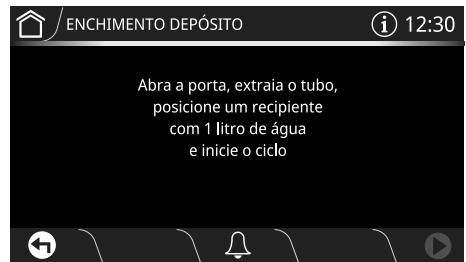 ENCHIMENTO DEPÓSITO
i 12:30
Abra a porta, extraia o tubo,
posicione um recipiente
com 1 litro de água
e inicie o ciclo